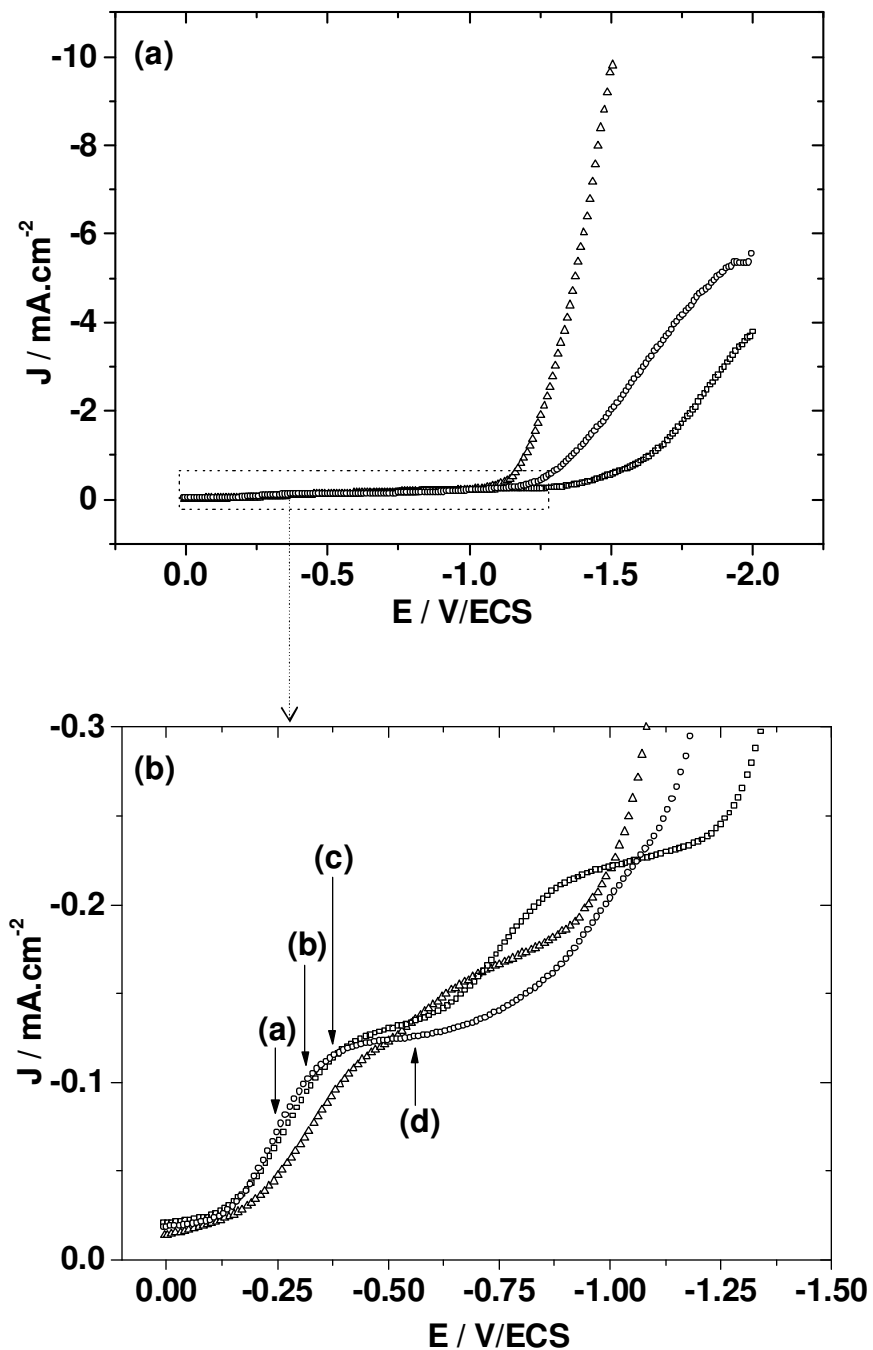 (a)
-10
-8
-6
-4
-2
0
J / mA.cm-2
0.0 -0.5 -1.0 -1.5 -2.0
E / V/ECS
(b)
-0.3
-0.2
-0.1
0.0
J / mA.cm-2
(c)
(b)
(a)
(d)
0.00 -0.25 -0.50 -0.75 -1.00 -1.25 -1.50
E / V/ECS